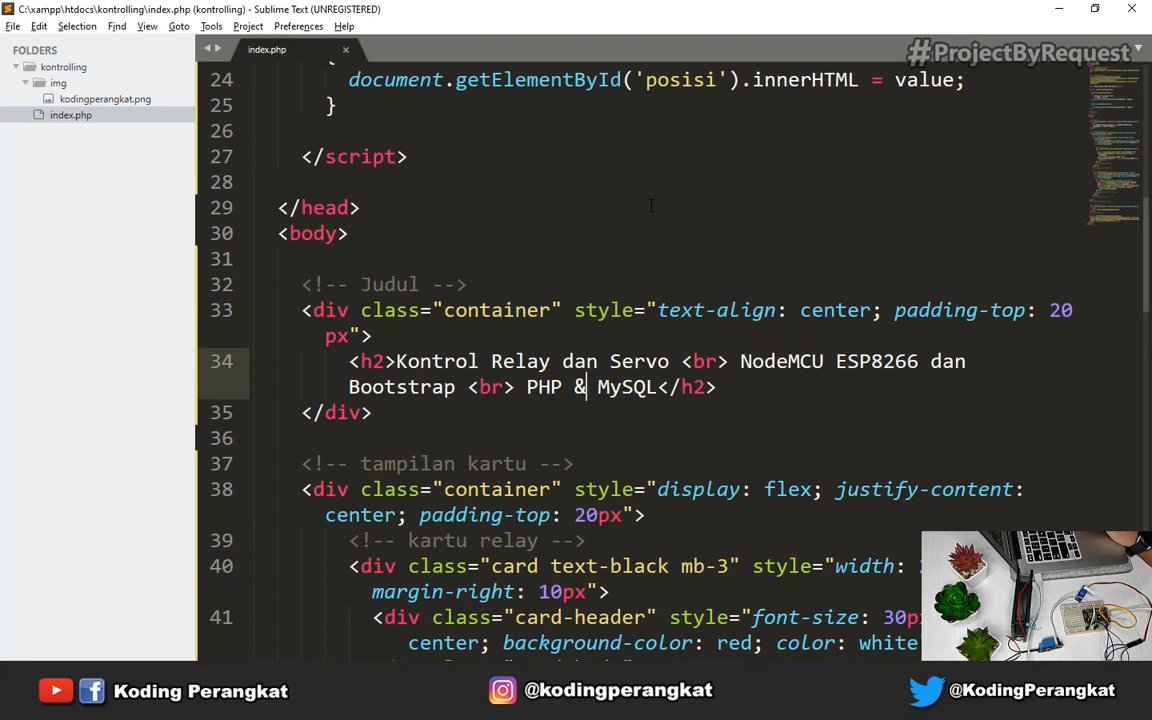 C:\xampp\htdocs\kontrolling\index.php (kontrolling) - Sublime Text (UNREGISTERED)
File Edit Selection Find View Goto Tools Project Preferences Help
FOLDERS
kontrolling
img
kodingperangkat.png
index.php
index.php
#ProjectByRequest
{
24 document.getElementById('posisi').innerHTML = value;
25 }
26
27 </script>
28
29 </head>
30 <body>
31
32 <!-- Judul -->
33 <div class="container" style="text-align: center; padding-top: 20
px">
34 <h2>Kontrol Relay dan Servo <br> NodeMCU ESP8266 dan
Bootstrap <br> PHP & MySQL</h2>
35 </div>
36
37 <!-- tampilan kartu -->
38 <div class="container" style="display: flex; justify-content:
center; padding-top: 20px">
39 <!-- kartu relay -->
40 <div class="card text-black mb-3" style="width:
margin-right: 10px">
41 <div class="card-header" style="font-size: 30p
center; background-color: red; color: white
Koding Perangkat
@kodingperangkat
@KodingPerangkat